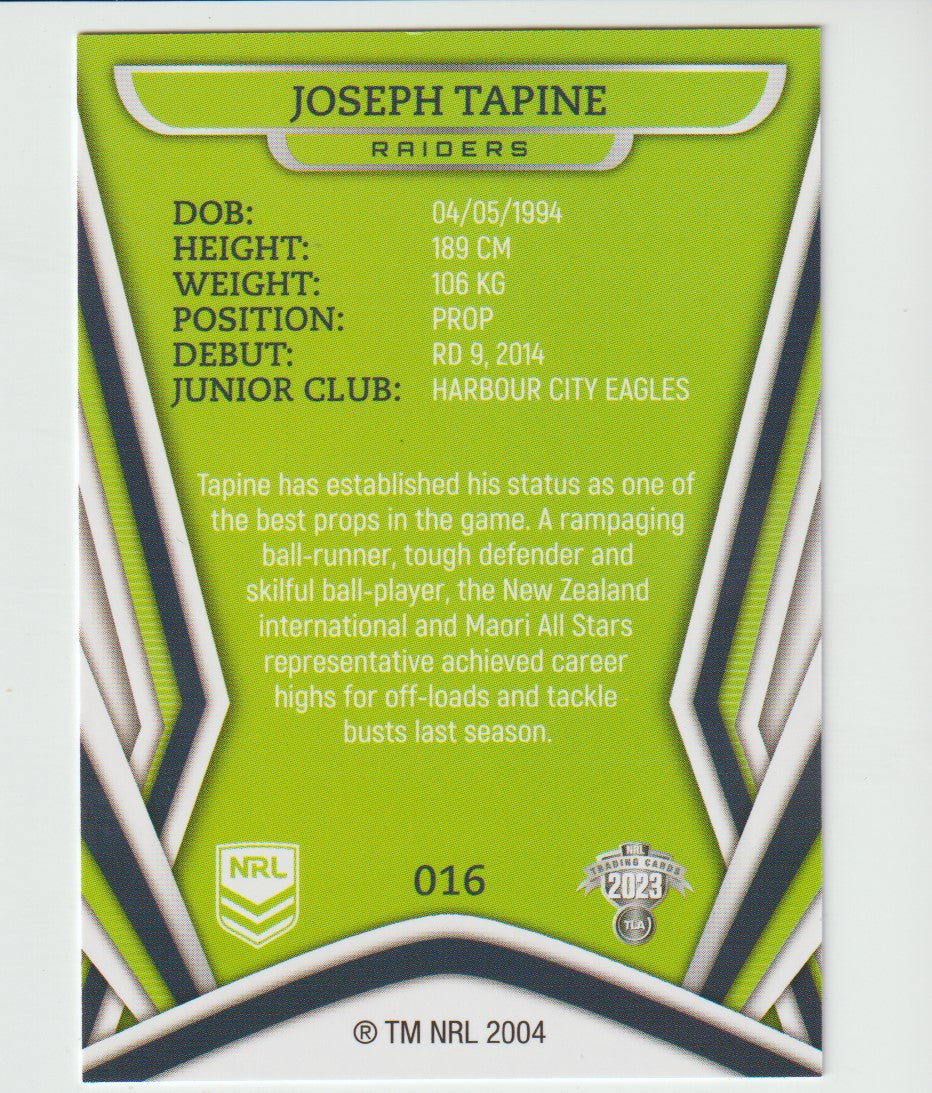 JOSEPH TAPINE
RAIDERS
DOB: 04/05/1994
HEIGHT: 189 CM
WEIGHT: 106 KG
POSITION: PROP
DEBUT: RD 9, 2014
JUNIOR CLUB: HARBOUR CITY EAGLES
Tapine has established his status as one of
the best props in the game. A rampaging
ball-runner, tough defender and
skilful ball-player, the New Zealand
international and Maori All Stars
representative achieved career
highs for off-loads and tackle
busts last season.
NRL
016
NRL
TRADING CARDS
2023
TLA
® TM NRL 2004